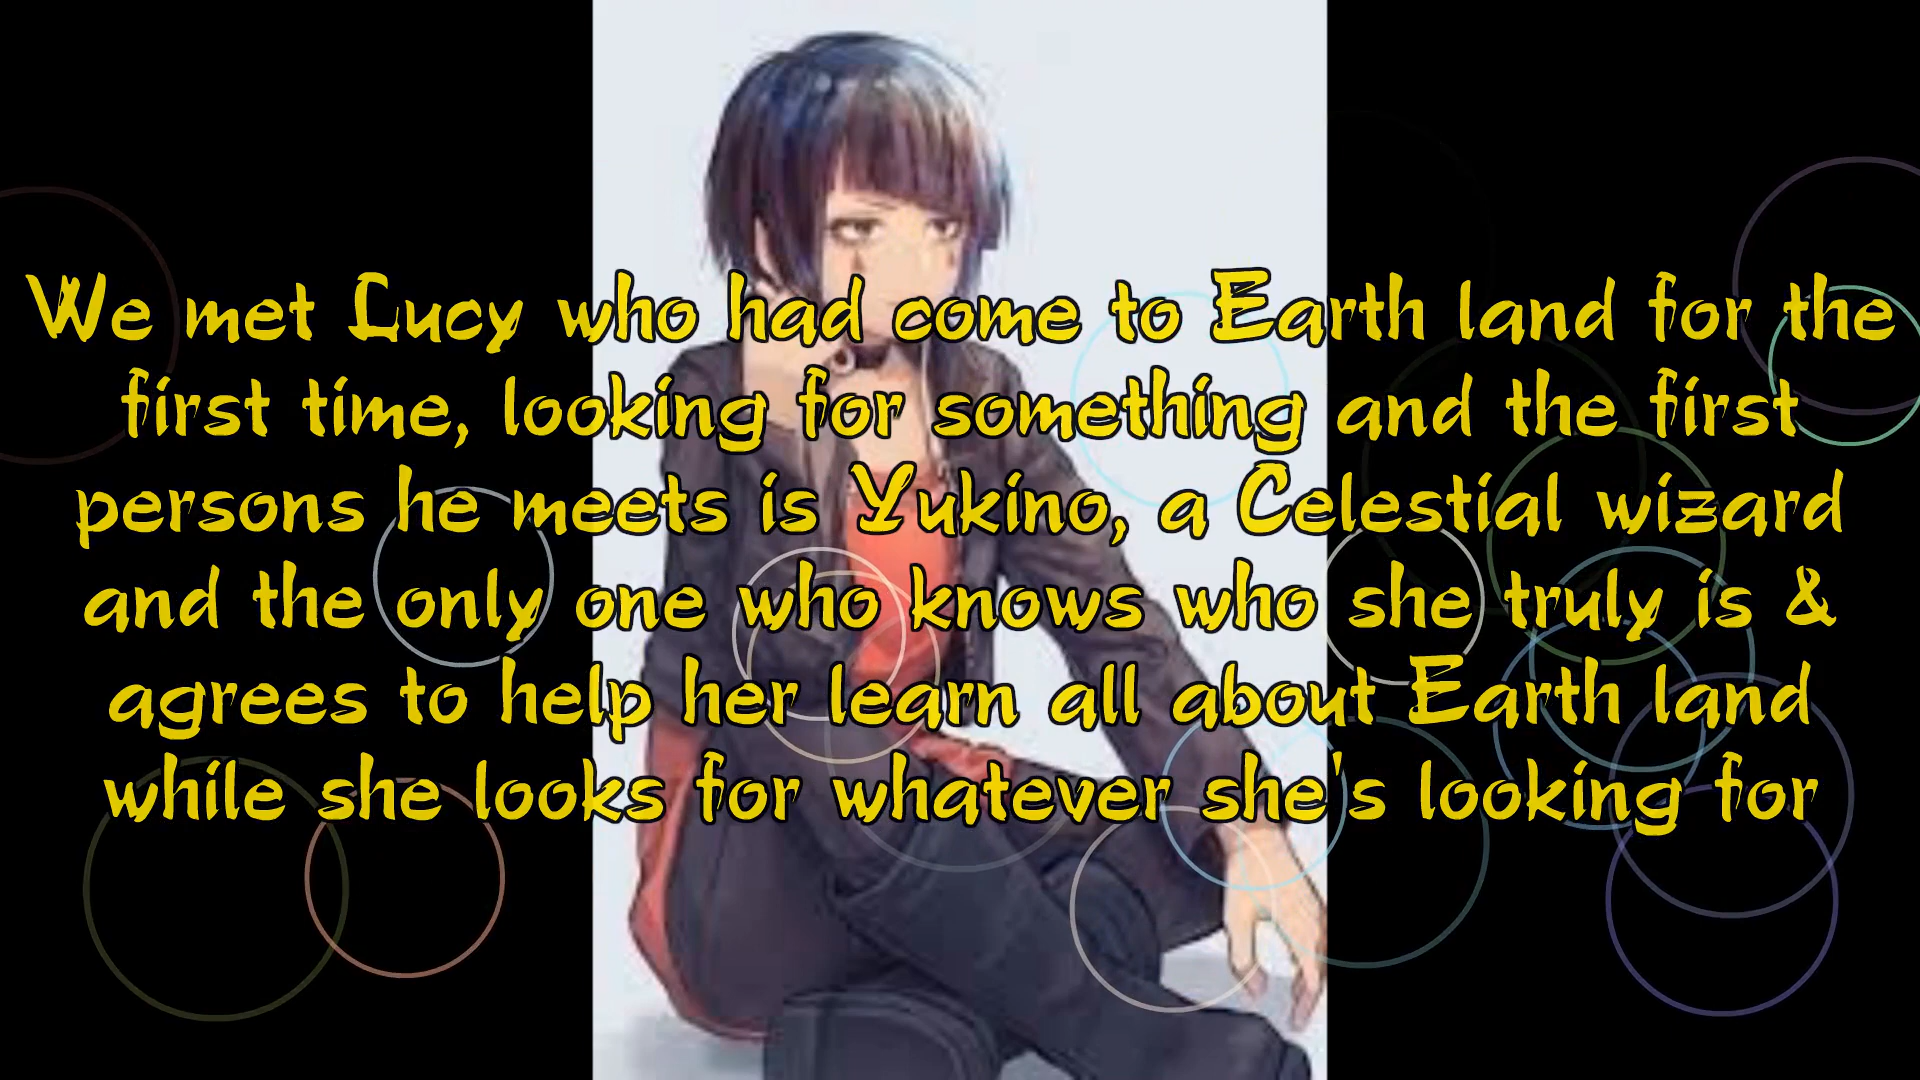 We met Lucy who had come to Earth land for the
first time, looking for something and the first
persons he meets is Yukino, a Celestial wizard
and the only one who knows who she truly is &
agrees to help her learn all about Earth land
while she looks for whatever she's looking for